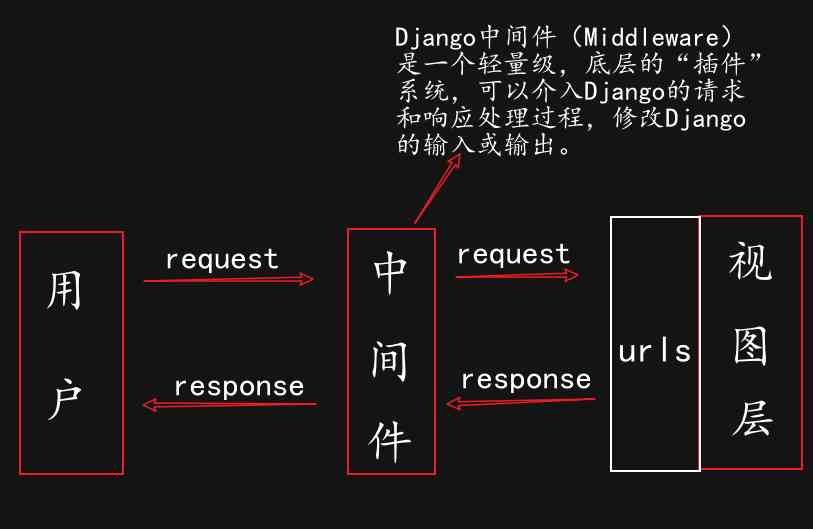 Django中间件（Middleware）
是一个轻量级，底层的“插件”
系统，可以介入Django的请求
和响应处理过程，修改Django
的输入或输出。
用户
request
response
中间件
request
response
urls
视图层